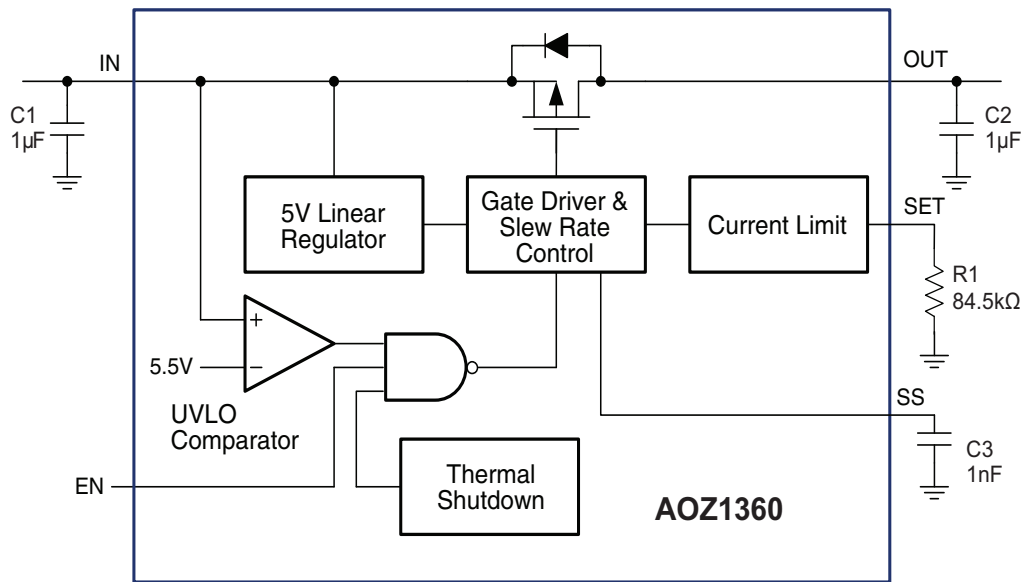 IN
OUT
C1
1µF
C2
1µF
5V Linear
Regulator
Gate Driver &
Slew Rate
Control
Current Limit
SET
R1
84.5kΩ
+
5.5V
−
UVLO
Comparator
SS
C3
1nF
EN
Thermal
Shutdown
AOZ1360